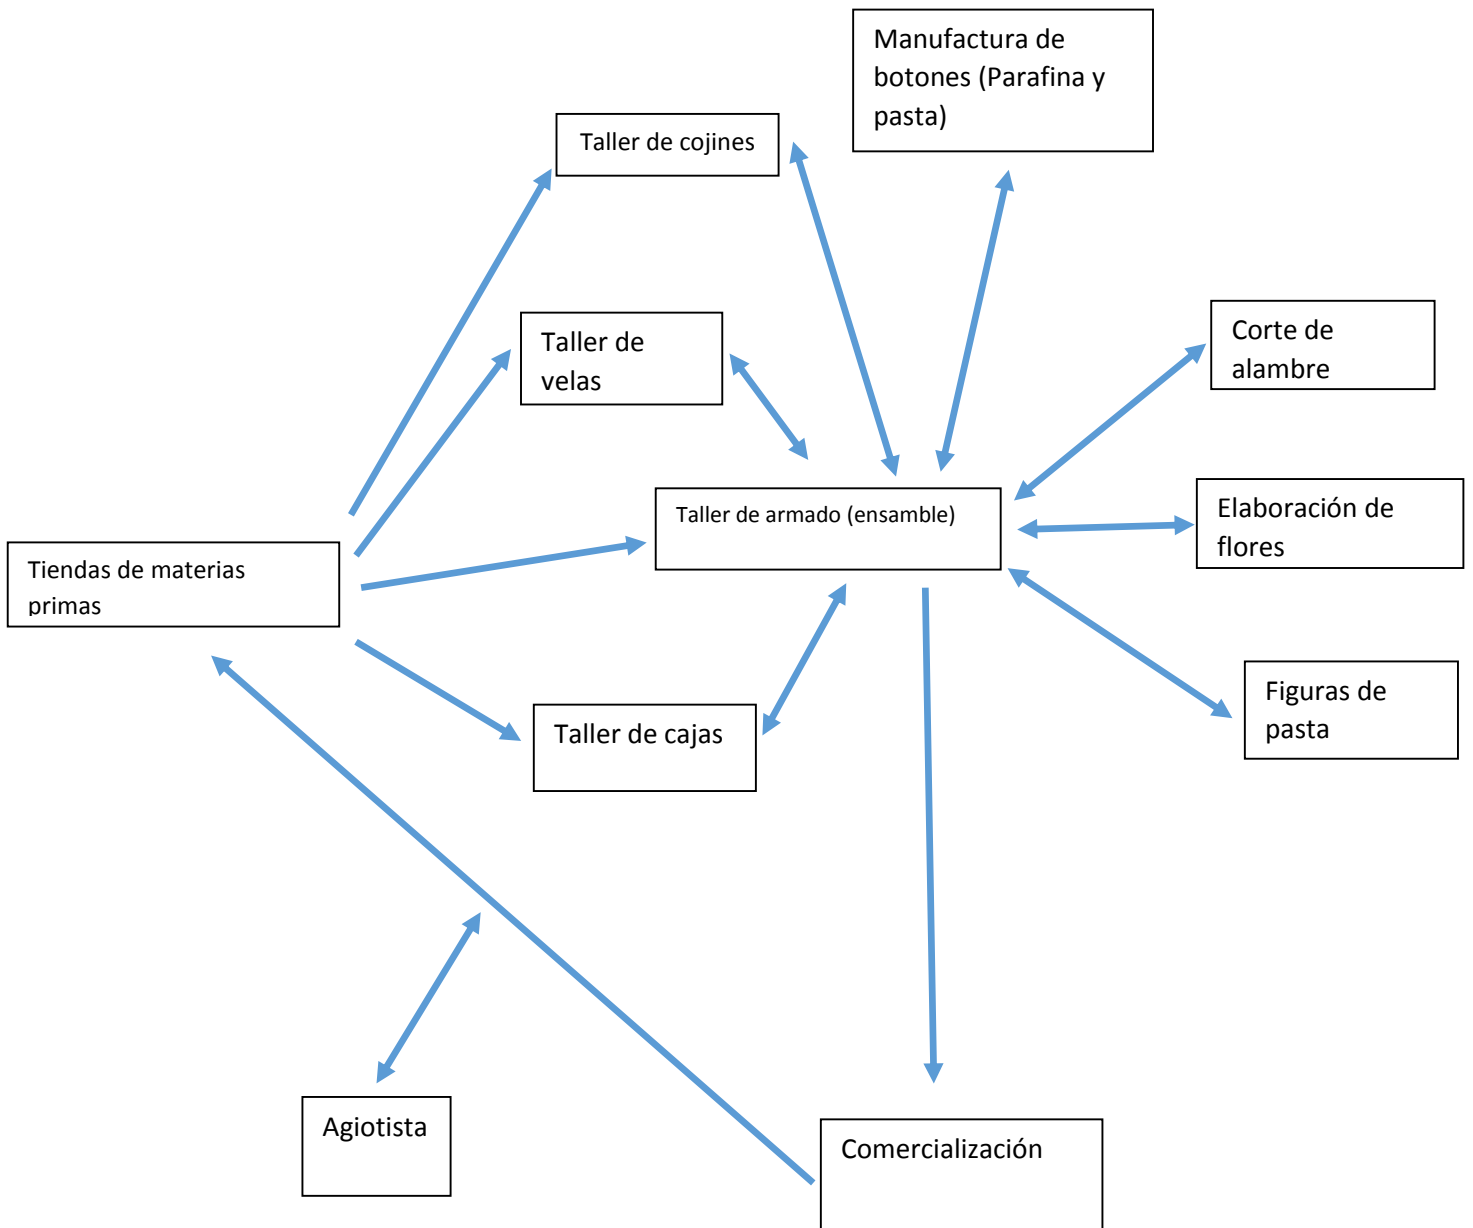 Manufactura de
botones (Parafina y
pasta)
Taller de cojines
Taller de
velas
Corte de
alambre
Taller de armado (ensamble)
Elaboración de
flores
Tiendas de materias
primas
Figuras de
pasta
Taller de cajas
Agiotista
Comercialización